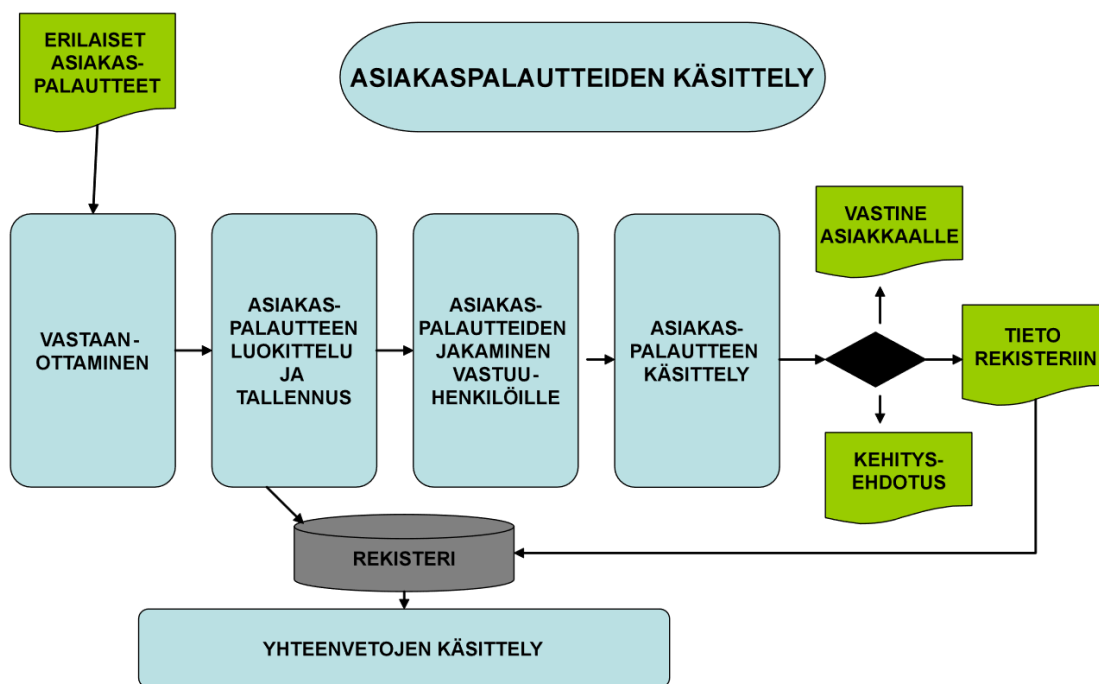 ERILAISET
ASIAKAS-
PALAUTTEET
ASIAKASPALAUTTEIDEN KÄSITTELY
VASTAAN-
OTTAMINEN
ASIAKAS-
PALAUTTEEN
LUOKITTELU
JA
TALLENNUS
ASIAKAS-
PALAUTTEIDEN
JAKAMINEN
VASTUU-
HENKILÖILLE
ASIAKAS-
PALAUTTEEN
KÄSITTELY
VASTINE
ASIAKKAALLE
TIETO
REKISTERIIN
KEHITYS-
EHDOTUS
REKISTERI
YHTEENVETOJEN KÄSITTELY